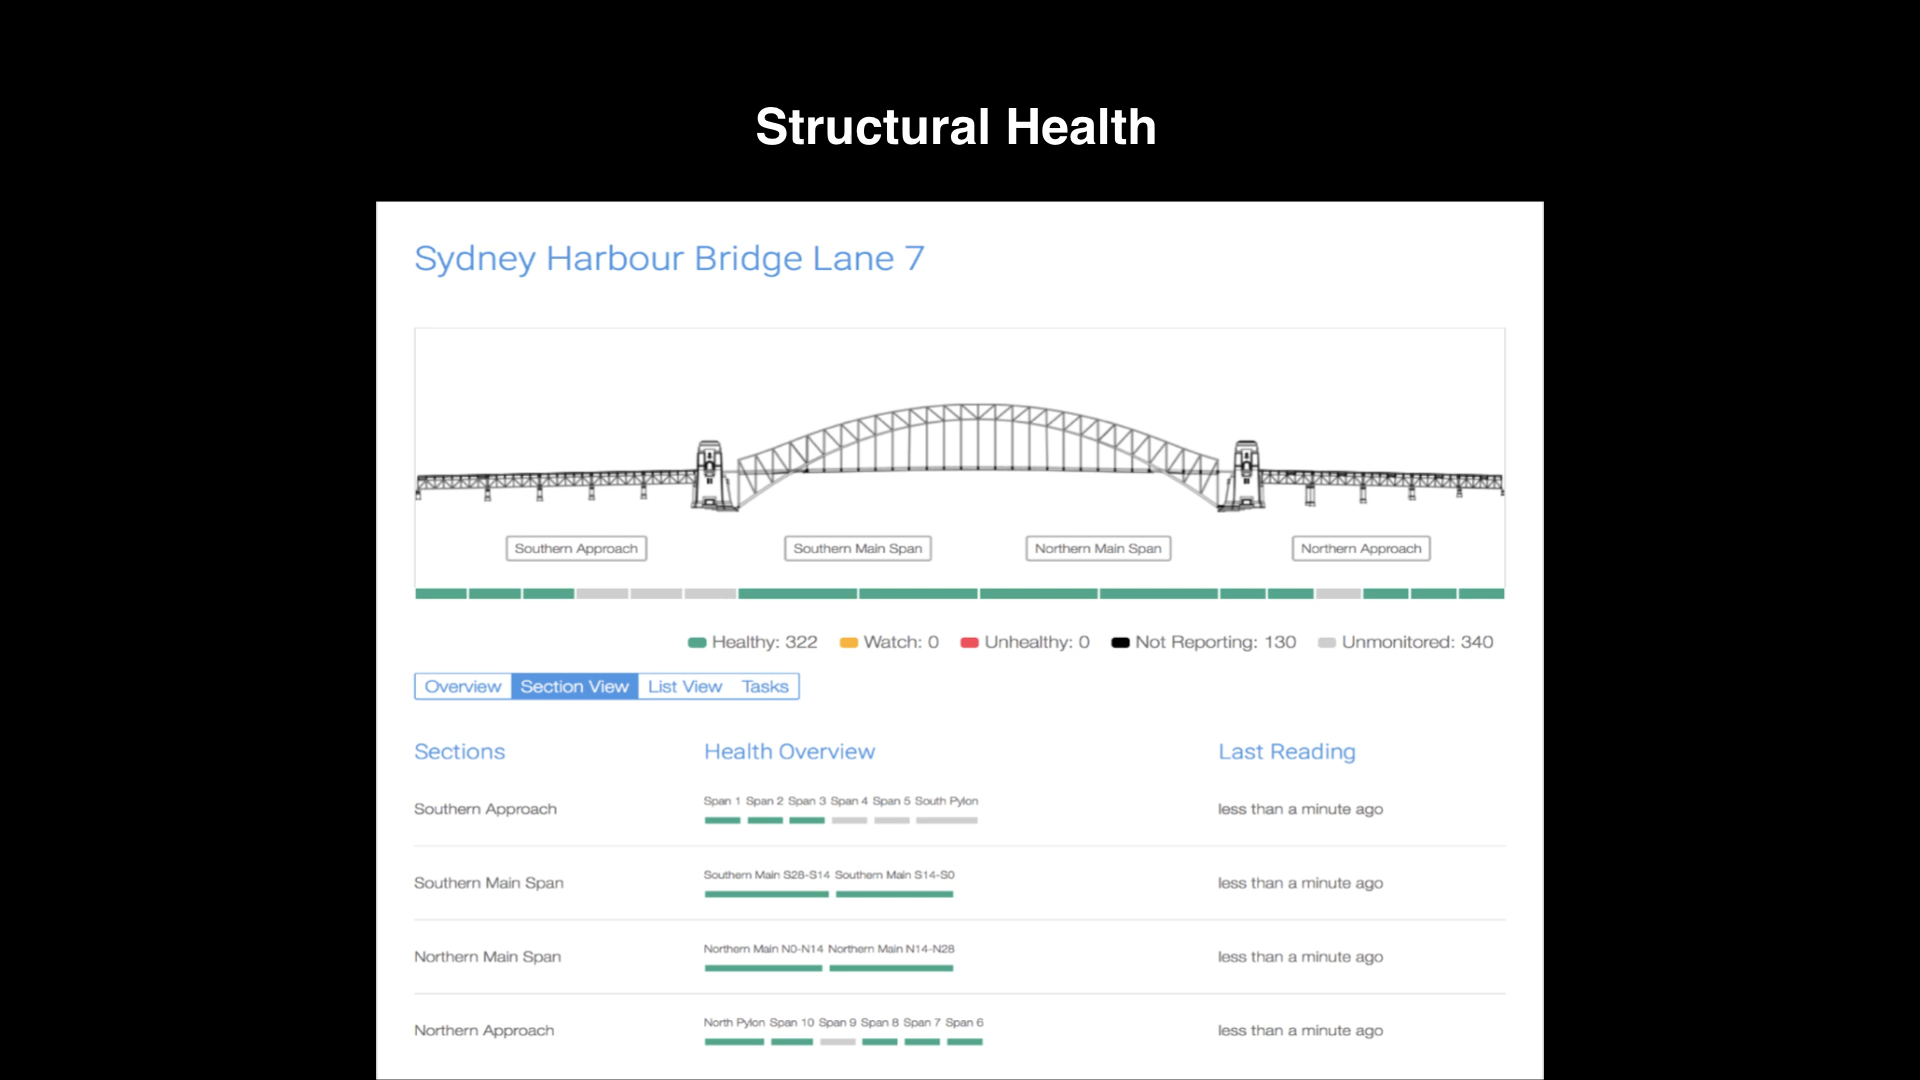 Structural Health
Sydney Harbour Bridge Lane 7
Southern Approach Southern Main Span Northern Main Span Northern Approach
Healthy: 322 Watch: 0 Unhealthy: 0 Not Reporting: 130 Unmonitored: 340
Overview Section View List View Tasks
Sections Health Overview Last Reading
Span 1 Span 2 Span 3 Span 4 Span 5 South Pylon
Southern Approach less than a minute ago
Southern Main S28-S14 Southern Main S14-S0
Southern Main Span less than a minute ago
Northern Main N0-N14 Northern Main N14-N28
Northern Main Span less than a minute ago
North Pylon Span 10 Span 9 Span 8 Span 7 Span 6
Northern Approach less than a minute ago